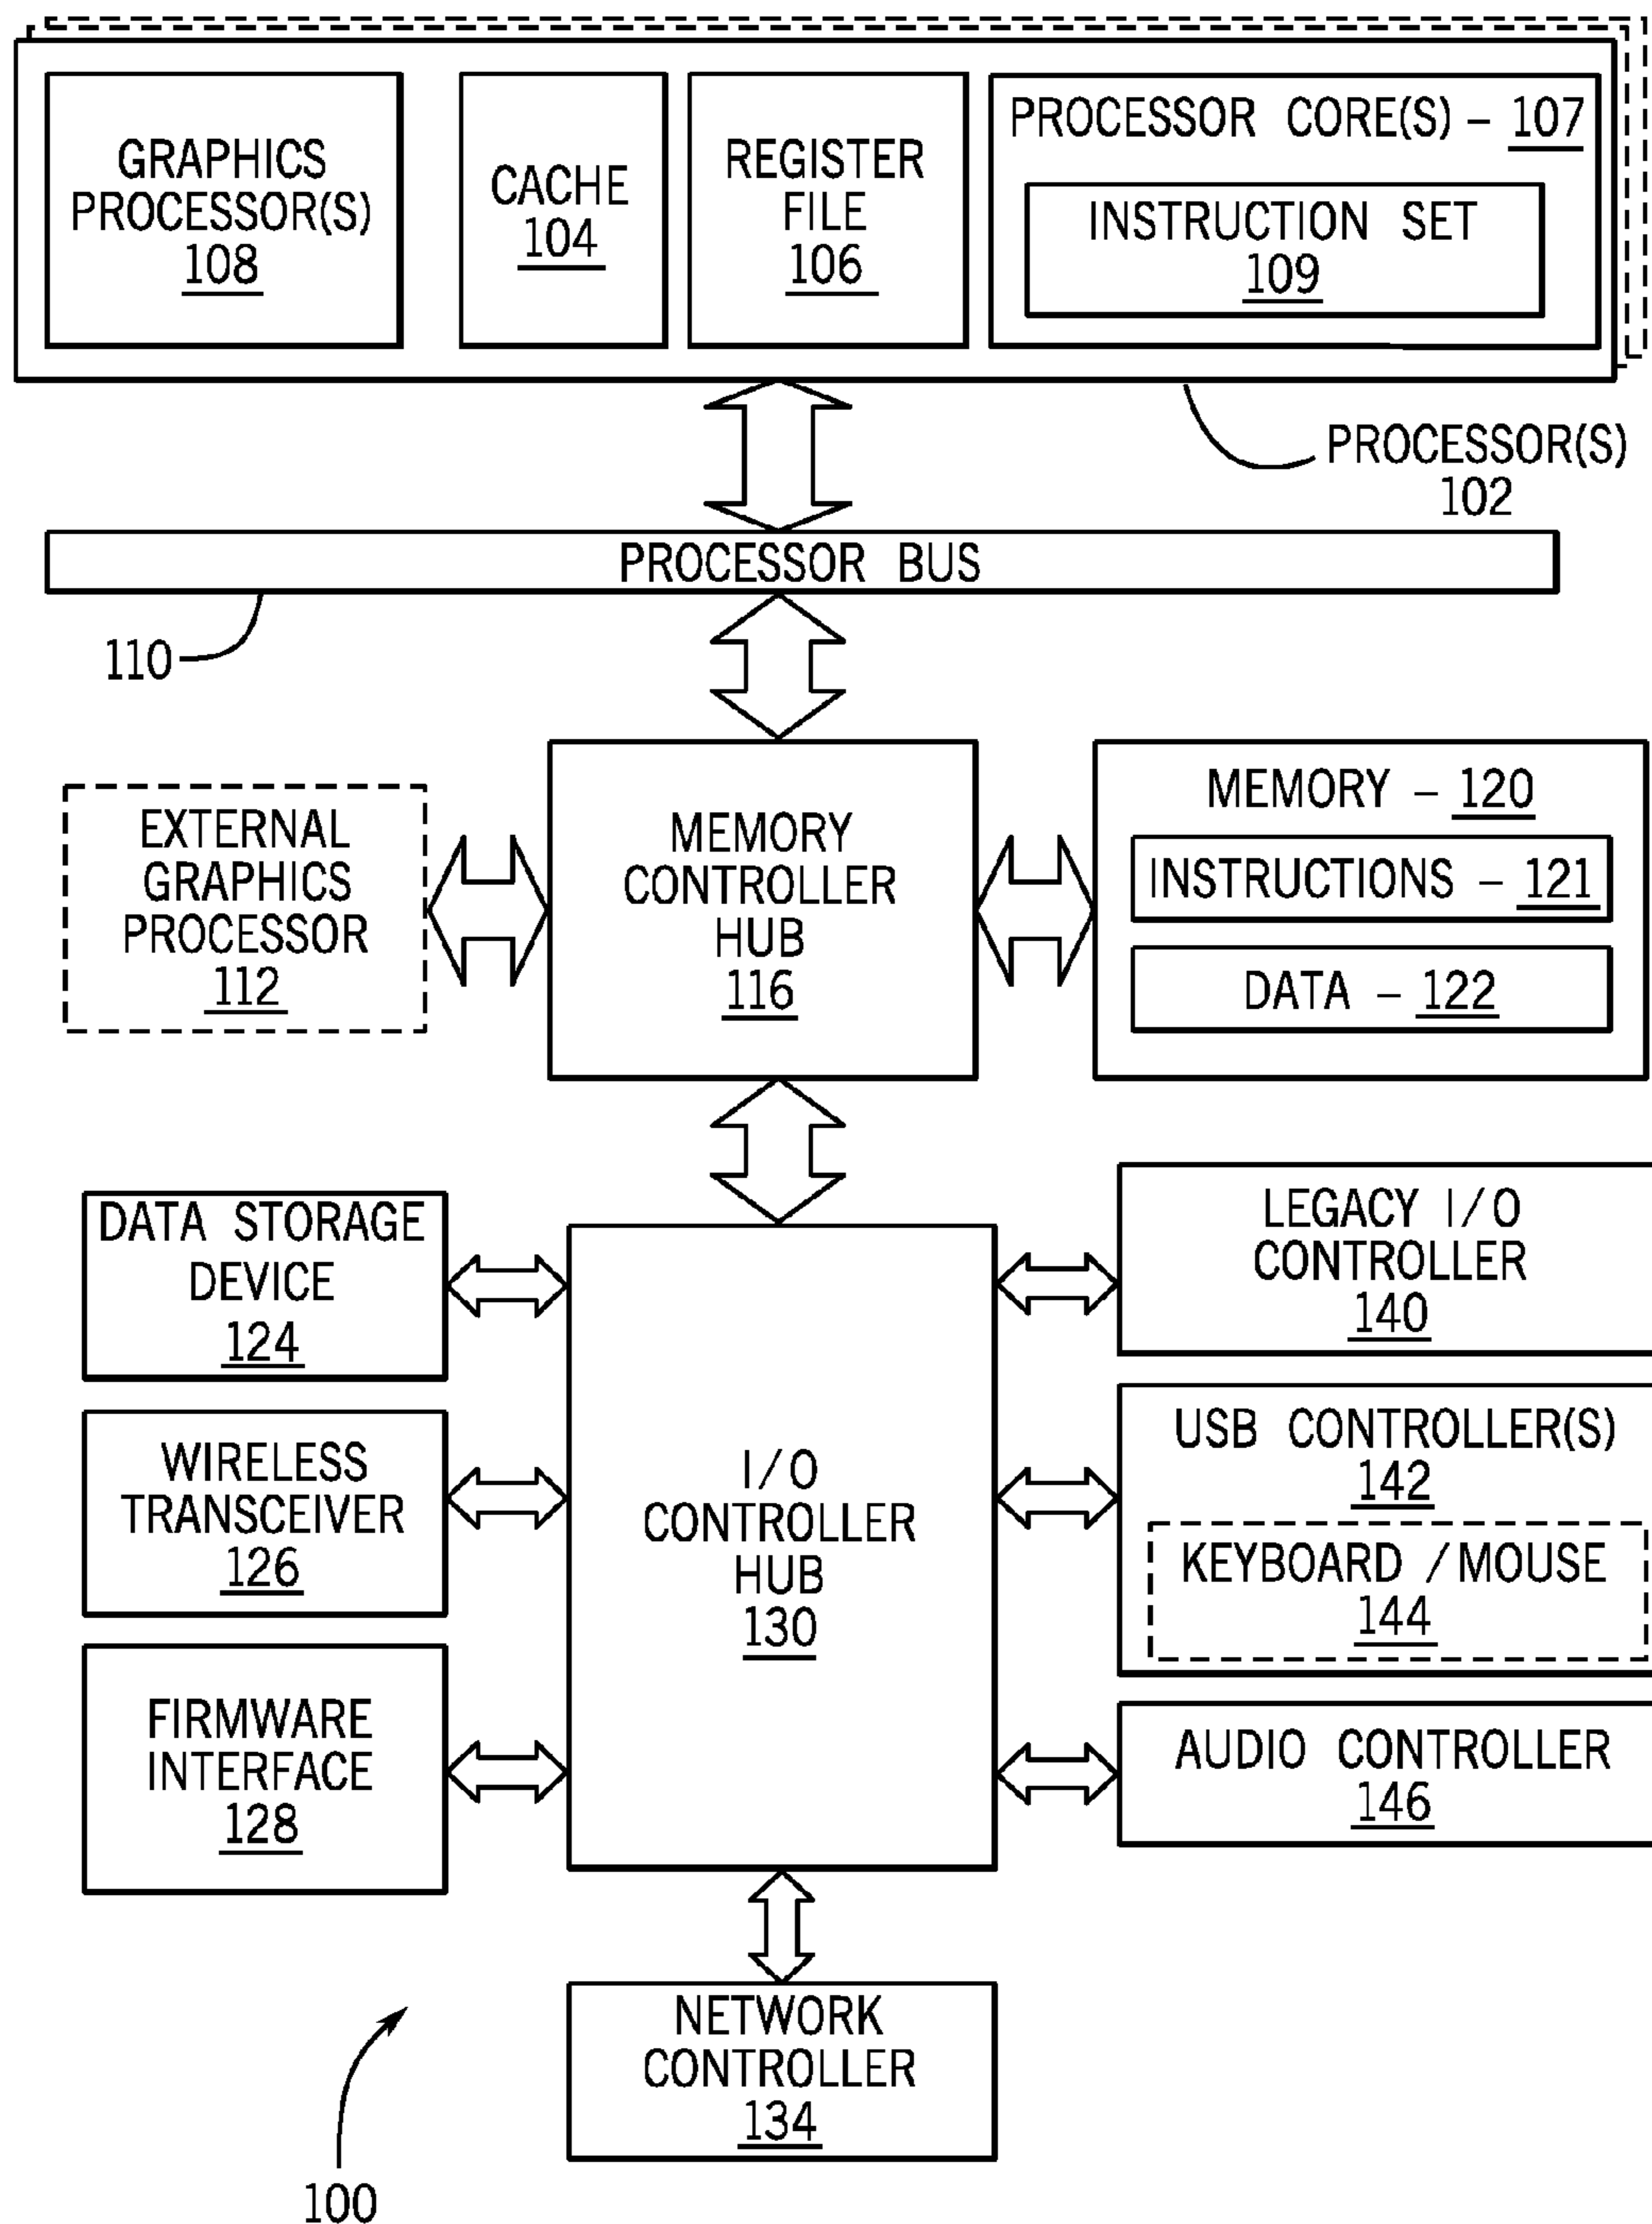 GRAPHICS
PROCESSOR(S)
108
CACHE
104
REGISTER
FILE
106
PROCESSOR CORE(S) – 107
INSTRUCTION SET
109
PROCESSOR(S)
102
PROCESSOR BUS
110
EXTERNAL
GRAPHICS
PROCESSOR
112
MEMORY
CONTROLLER
HUB
116
MEMORY – 120
INSTRUCTIONS – 121
DATA – 122
DATA STORAGE
DEVICE
124
WIRELESS
TRANSCEIVER
126
FIRMWARE
INTERFACE
128
I/O
CONTROLLER
HUB
130
LEGACY I/O
CONTROLLER
140
USB CONTROLLER(S)
142
KEYBOARD /MOUSE
144
AUDIO CONTROLLER
146
NETWORK
CONTROLLER
134
100